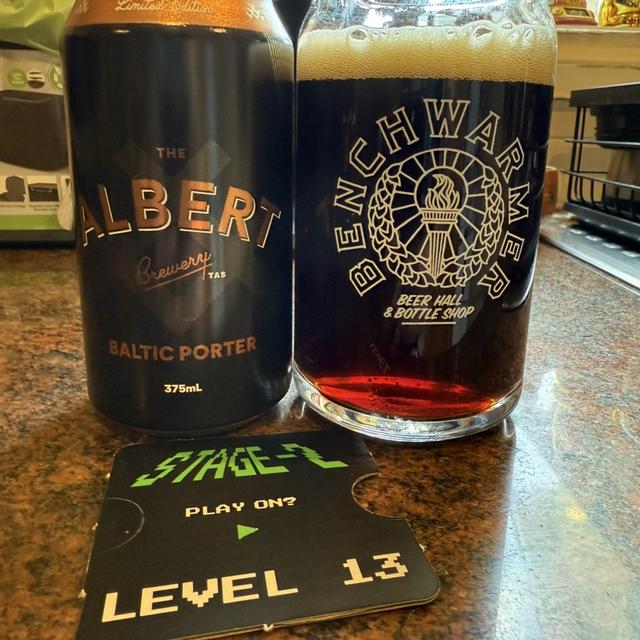 Limited Edition
THE
ALBERT
Brewery
TAS
BALTIC PORTER
375mL
BENCHWARMER
BEER HALL
& BOTTLE SHOP
STAGE-2
PLAY ON?
LEVEL 13